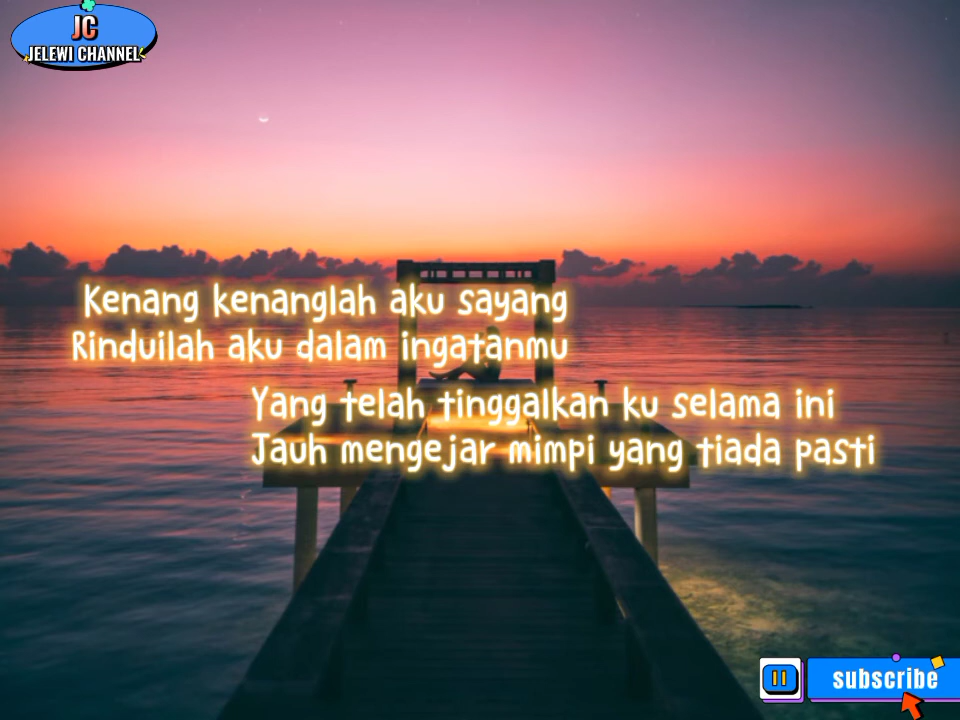 JC
JELEWI CHANNEL
Kenang kenanglah aku sayang
Rinduilah aku dalam ingatanmu
Yang telah tinggalkan ku selama ini
Jauh mengejar mimpi yang tiada pasti
subscribe